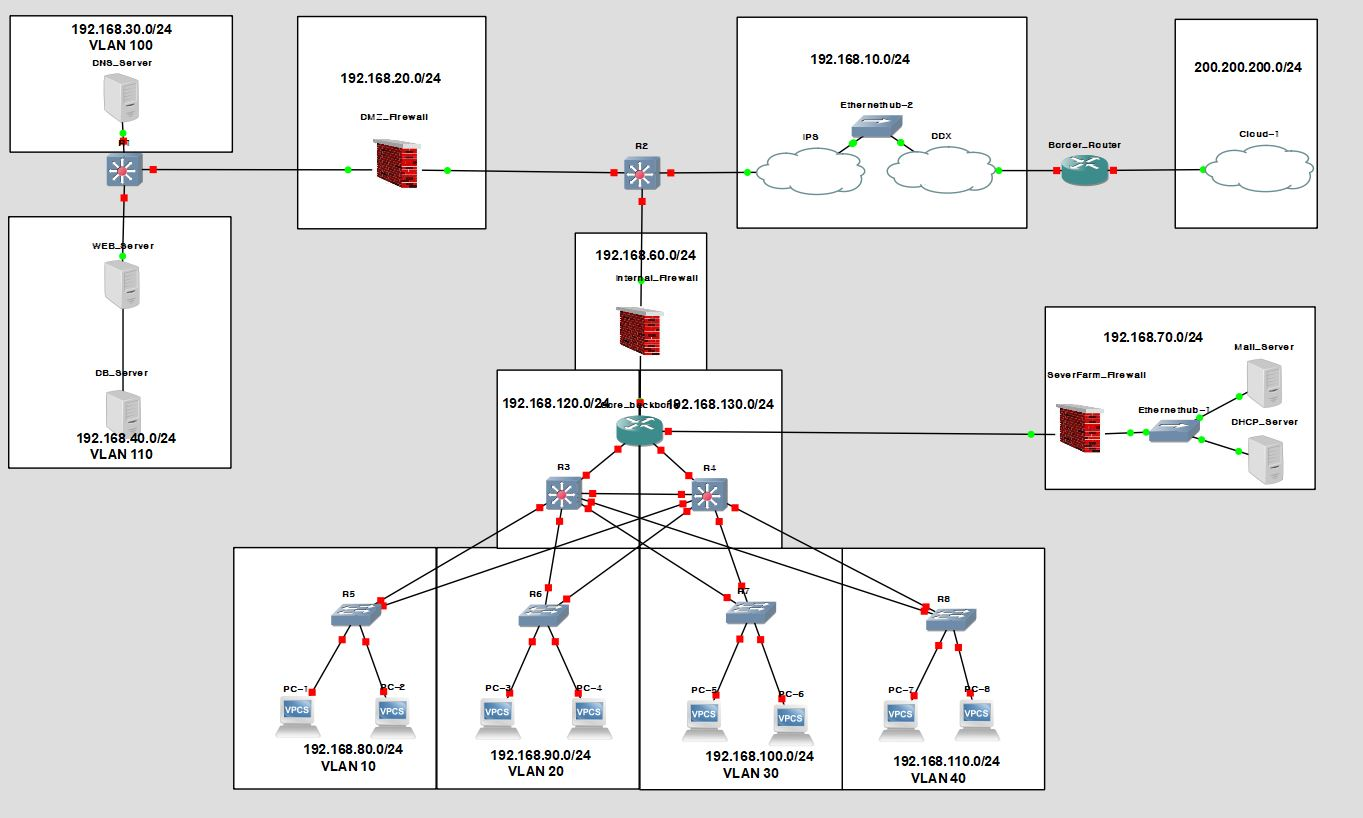 192.168.30.0/24
VLAN 100
DNS_Server
R1
WEB_Server
DB_Server
192.168.40.0/24
VLAN 110
192.168.20.0/24
DMZ_Firewall
R2
192.168.10.0/24
Ethernethub-2
IPS
DDX
Border_Router
200.200.200.0/24
Cloud-1
192.168.60.0/24
Internal_Firewall
192.168.120.0/24
Core_backbone
192.168.130.0/24
192.168.70.0/24
Mail_Server
SeverFarm_Firewall
Ethernethub-1
DHCP_Server
R3
R4
R5
R6
R7
R8
PC-1
VPCS
PC-2
VPCS
192.168.80.0/24
VLAN 10
PC-3
VPCS
PC-4
VPCS
192.168.90.0/24
VLAN 20
PC-5
VPCS
PC-6
VPCS
192.168.100.0/24
VLAN 30
PC-7
VPCS
PC-8
VPCS
192.168.110.0/24
VLAN 40